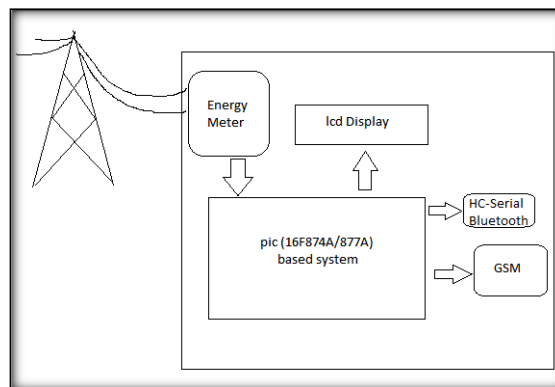 Energy
Meter
lcd Display
HC-Serial
Bluetooth
pic (16F874A/877A)
based system
GSM